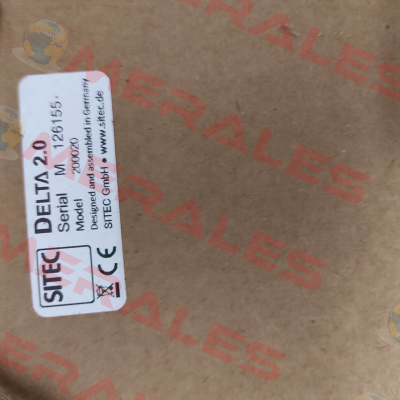 SITEC
DELTA 2.0
Serial M 126155
Model 200020
Designed and assembled in Germany
SITEC GmbH • www.sitec.de
CE
MERALES
MERALES
MERALES
MERALES